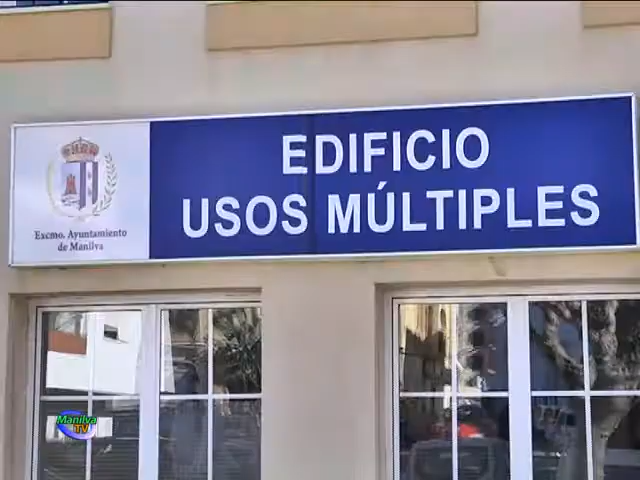 EDIFICIO
USOS MÚLTIPLES
Excmo. Ayuntamiento
de Manilva
Manilva
TV